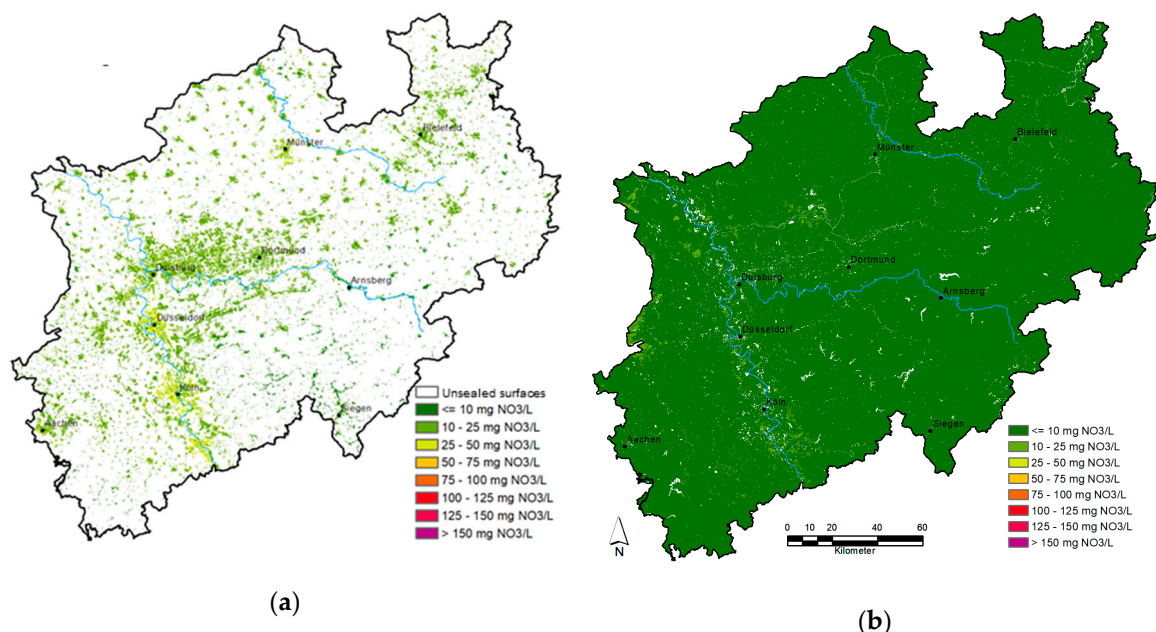 Bielefeld
Münster
Dortmund
Duisburg
Arnsberg
Düsseldorf
Köln
Siegen
Aachen
Unsealed surfaces
<= 10 mg NO3/L
10 - 25 mg NO3/L
25 - 50 mg NO3/L
50 - 75 mg NO3/L
75 - 100 mg NO3/L
100 - 125 mg NO3/L
125 - 150 mg NO3/L
> 150 mg NO3/L
(a)
Bielefeld
Münster
Dortmund
Duisburg
Arnsberg
Düsseldorf
Köln
Siegen
Aachen
<= 10 mg NO3/L
10 - 25 mg NO3/L
25 - 50 mg NO3/L
50 - 75 mg NO3/L
75 - 100 mg NO3/L
100 - 125 mg NO3/L
125 - 150 mg NO3/L
> 150 mg NO3/L
N
0 10 20 40 60
Kilometer
(b)